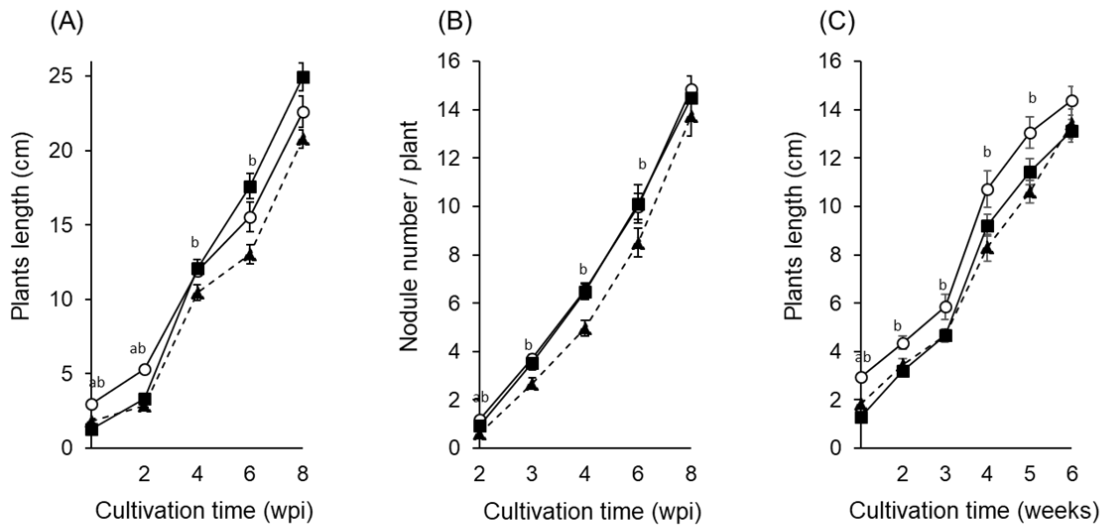 (A)
Plants length (cm)
25
20
15
10
5
0
ab
ab
b
b
2 4 6 8
Cultivation time (wpi)
(B)
Nodule number / plant
16
14
12
10
8
6
4
2
0
ab
b
b
b
2 3 4 6 8
Cultivation time (wpi)
(C)
Plants length (cm)
16
14
12
10
8
6
4
2
0
ab
b
b
b
b
2 3 4 5 6
Cultivation time (weeks)